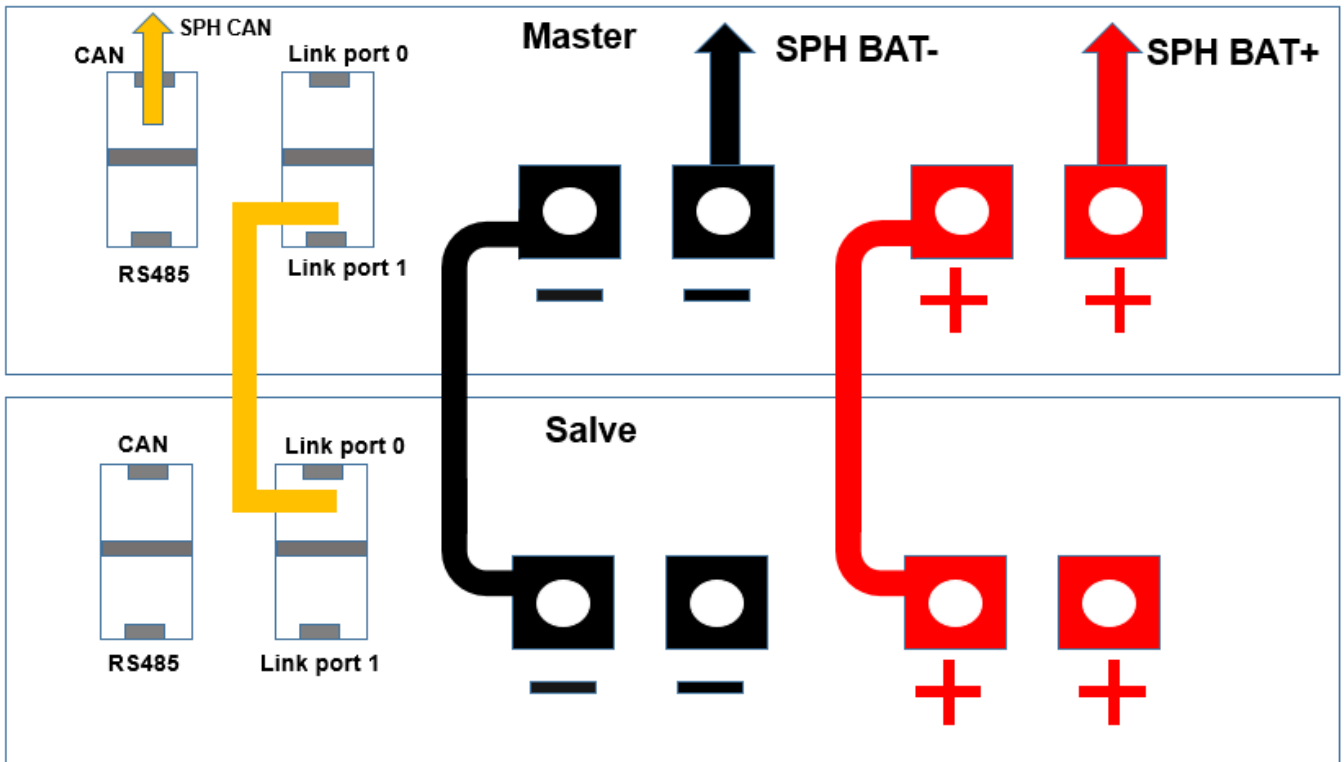 SPH CAN
CAN
Link port 0
Master
SPH BAT-
SPH BAT+
RS485
Link port 1
CAN
Link port 0
Salve
RS485
Link port 1